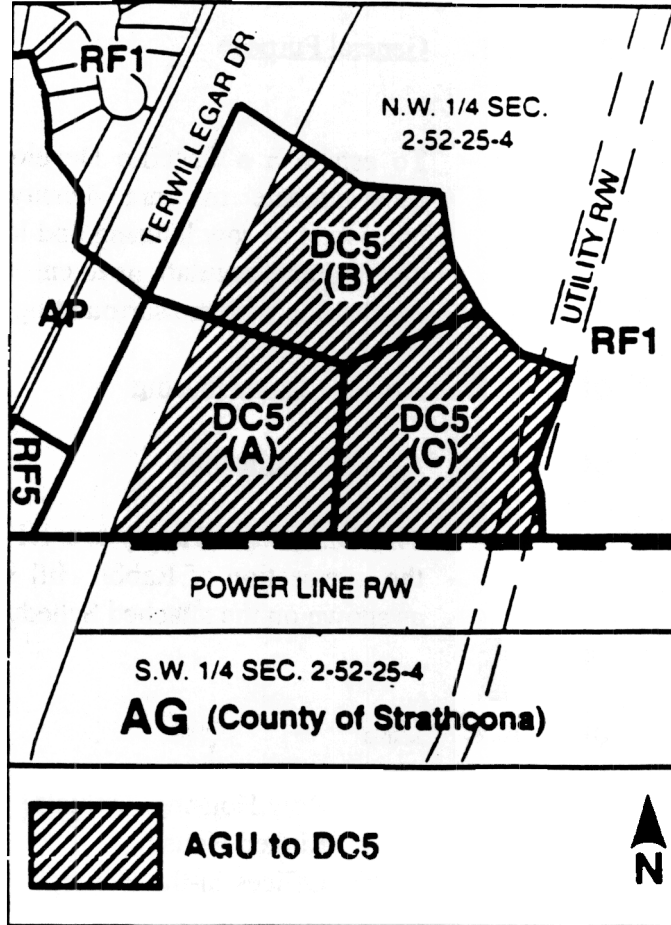 RF1
TERWILLEGAR DR.
N.W. 1/4 SEC.
2-52-25-4
UTILITY R/W
DC5
(B)
AP
RF1
DC5
(A)
DC5
(C)
RF5
POWER LINE R/W
S.W. 1/4 SEC. 2-52-25-4
AG (County of Strathcona)
AGU to DC5
N